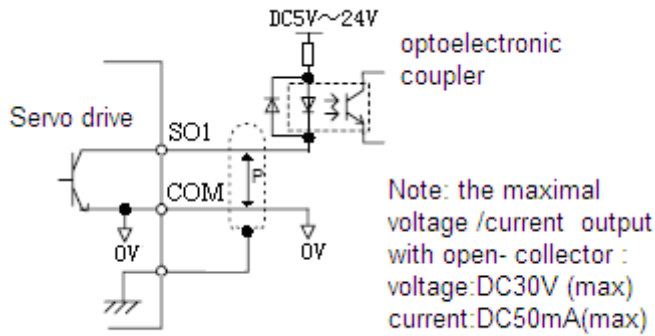 DC5V～24V
optoelectronic
coupler
Servo drive
SO1
P
COM
0V
0V
Note: the maximal
voltage /current output
with open- collector :
voltage:DC30V (max)
current:DC50mA(max)